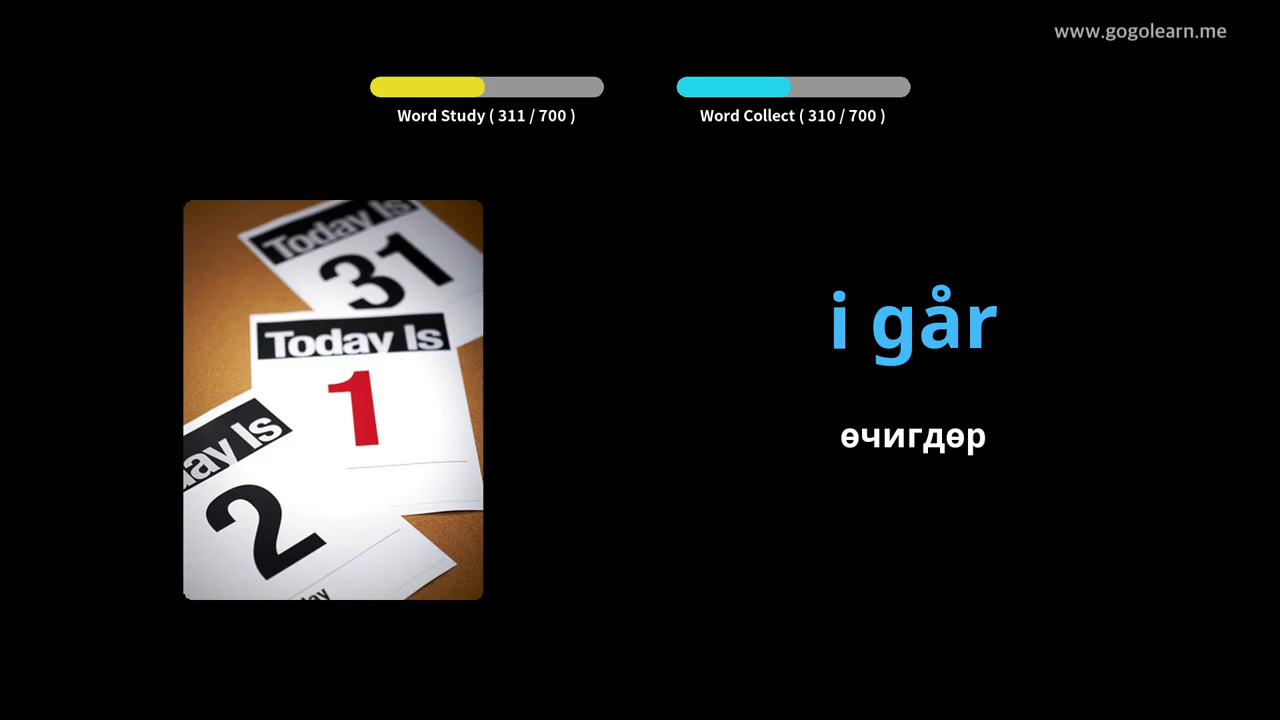 www.gogolearn.me
Word Study ( 311 / 700 )
Word Collect ( 310 / 700 )
Today Is
31
Today Is
1
ay Is
2
i går
өчигдөр